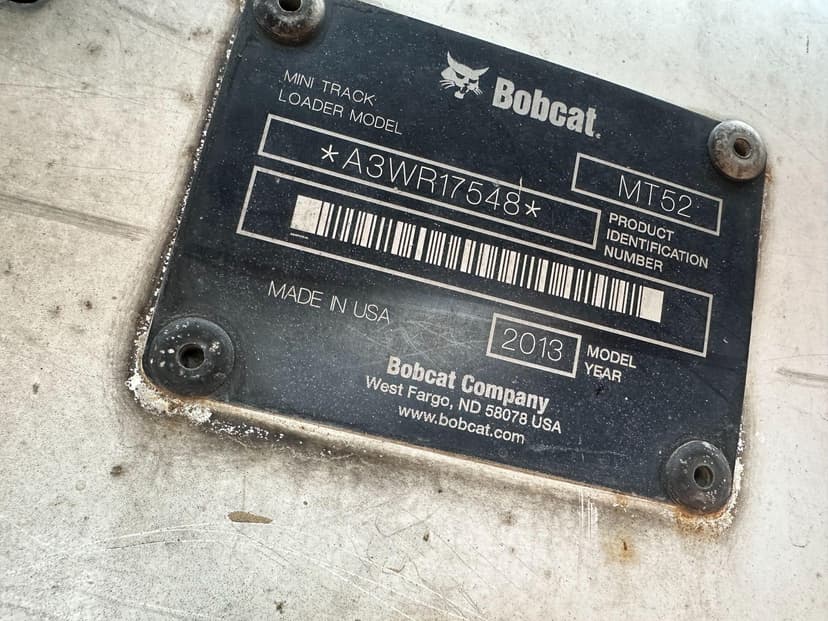 Bobcat.
MINI TRACK
LOADER MODEL
MT52
*A3WR17548*
PRODUCT
IDENTIFICATION
NUMBER
MADE IN USA
2013
MODEL
YEAR
Bobcat Company
West Fargo, ND 58078 USA
www.bobcat.com